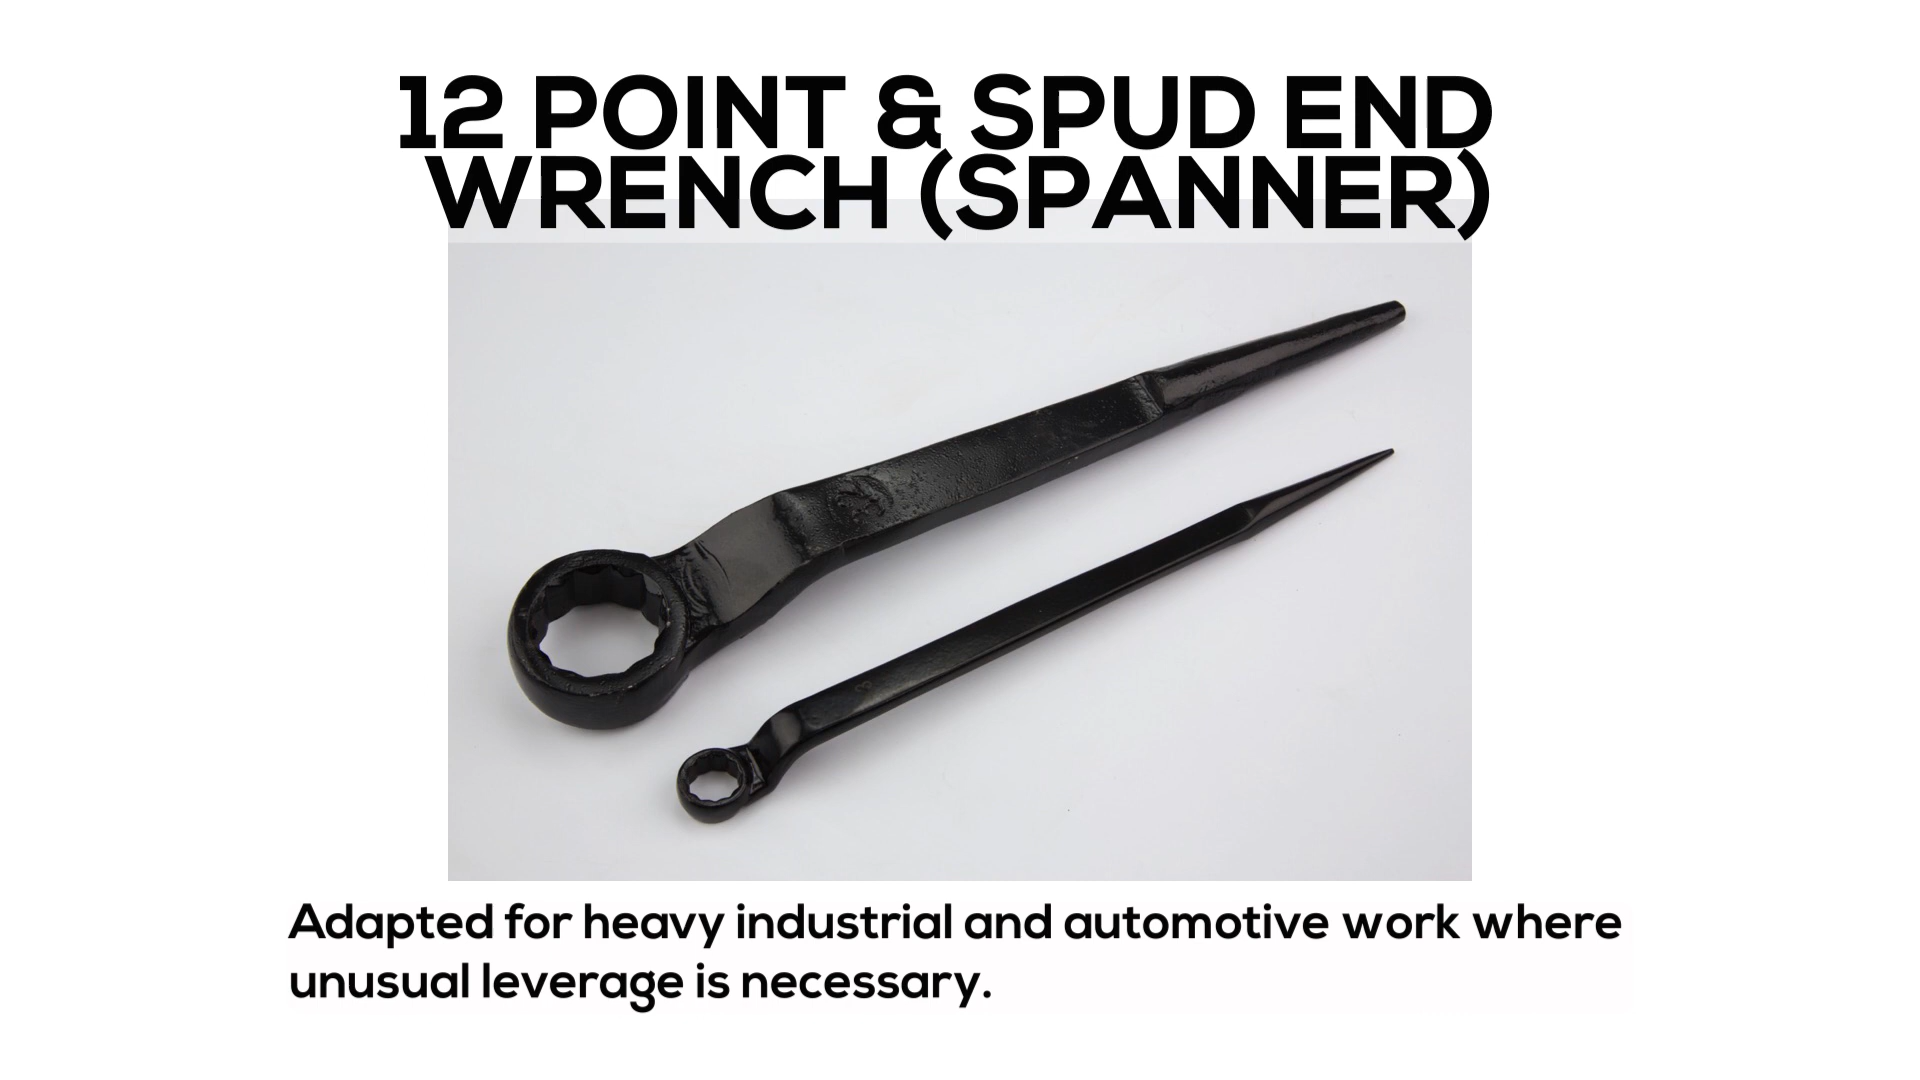 12 POINT & SPUD END
WRENCH (SPANNER)
Adapted for heavy industrial and automotive work where
unusual leverage is necessary.